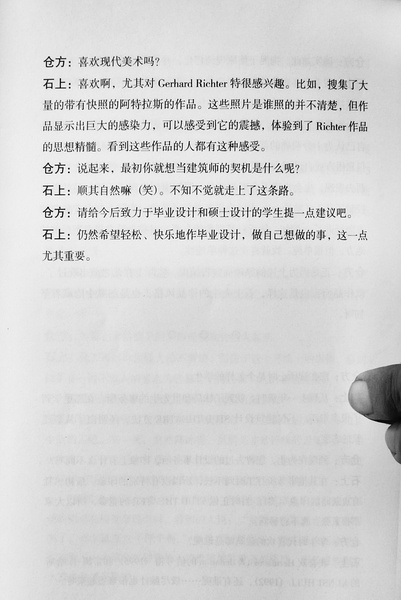 仓方：喜欢现代美术吗？
石上：喜欢啊，尤其对 Gerhard Richter 特很感兴趣。比如，搜集了大
量的带有快照的阿特拉斯的作品。这些照片是谁照的并不清楚，但作
品显示出巨大的感染力，可以感受到它的震撼，体验到了 Richter 作品
的思想精髓。看到这些作品的人都有这种感受。
仓方：说起来，最初你就想当建筑师的契机是什么呢？
石上：顺其自然嘛（笑）。不知不觉就走上了这条路。
仓方：请给今后致力于毕业设计和硕士设计的学生提一点建议吧。
石上：仍然希望轻松、快乐地作毕业设计，做自己想做的事，这一点
尤其重要。